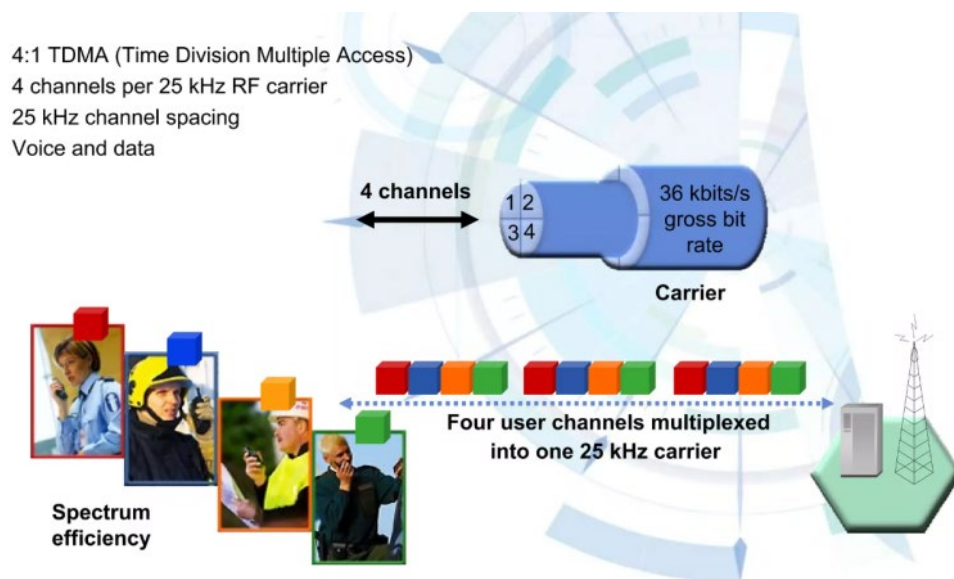 4:1 TDMA (Time Division Multiple Access)
4 channels per 25 kHz RF carrier
25 kHz channel spacing
Voice and data
4 channels
1 2
3 4
36 kbits/s
gross bit
rate
Carrier
Four user channels multiplexed
into one 25 kHz carrier
Spectrum
efficiency